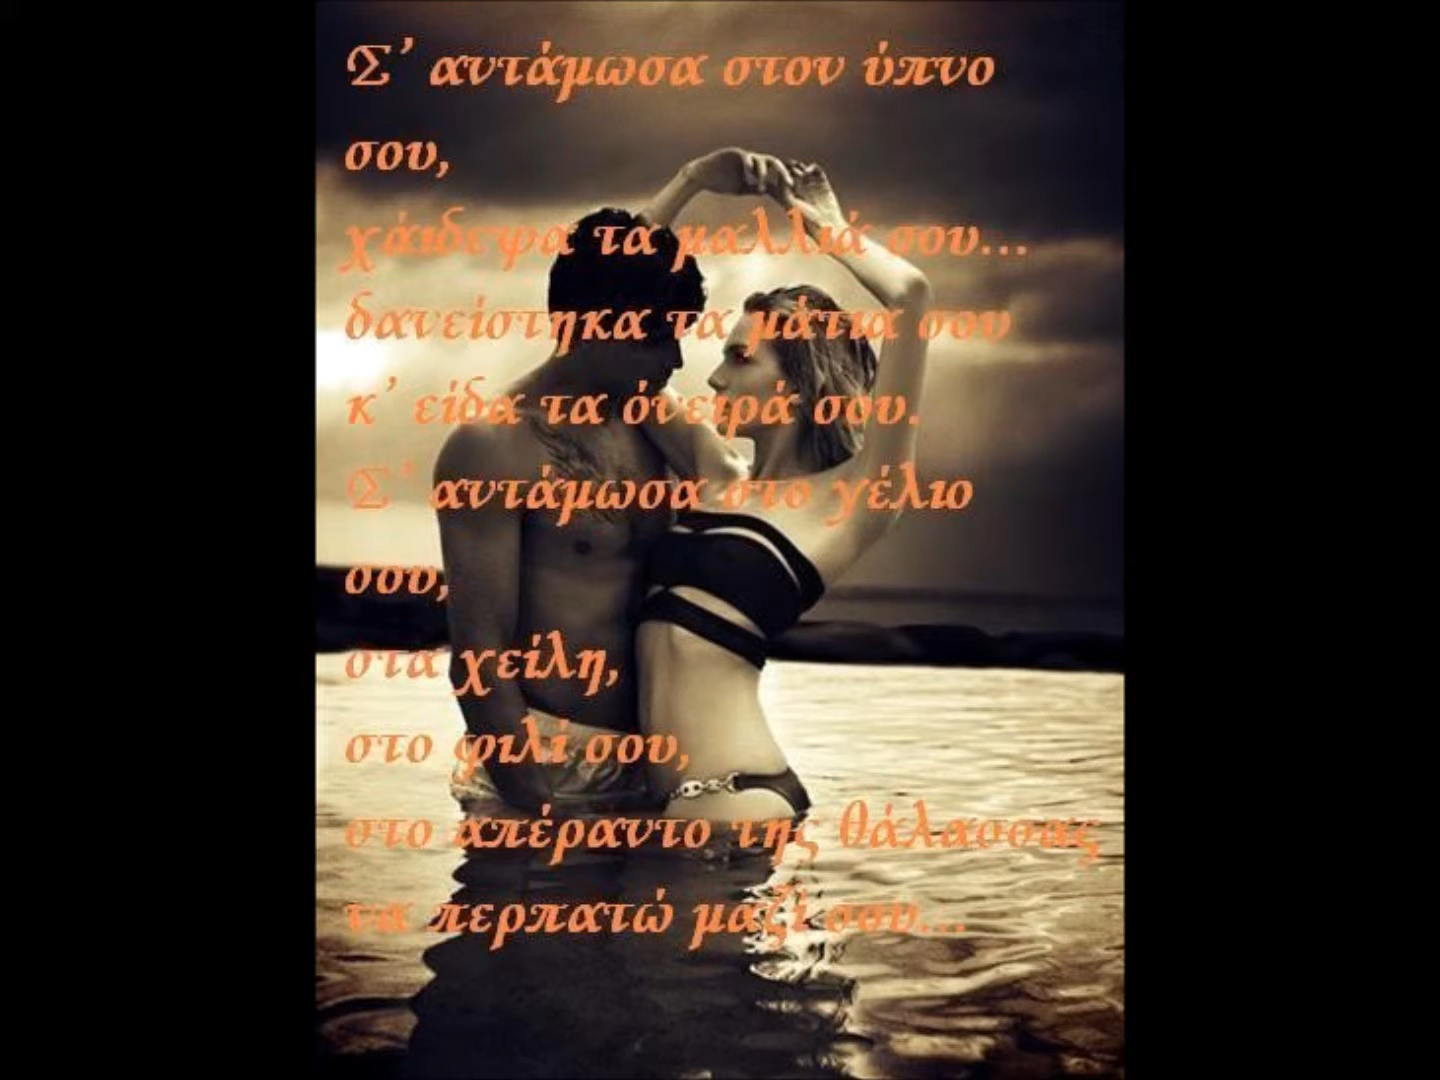 Σ' αντάμωσα στον ύπνο
σου,
χάιδεψα τα μαλλιά σου...
δανείστηκα τα μάτια σου
κ' είδα τα όνειρά σου.
Σ' αντάμωσα στο γέλιο
σου,
στα χείλη,
στο φιλί σου,
στο απέραντο της θάλασσας
να περπατώ μαζί σου...